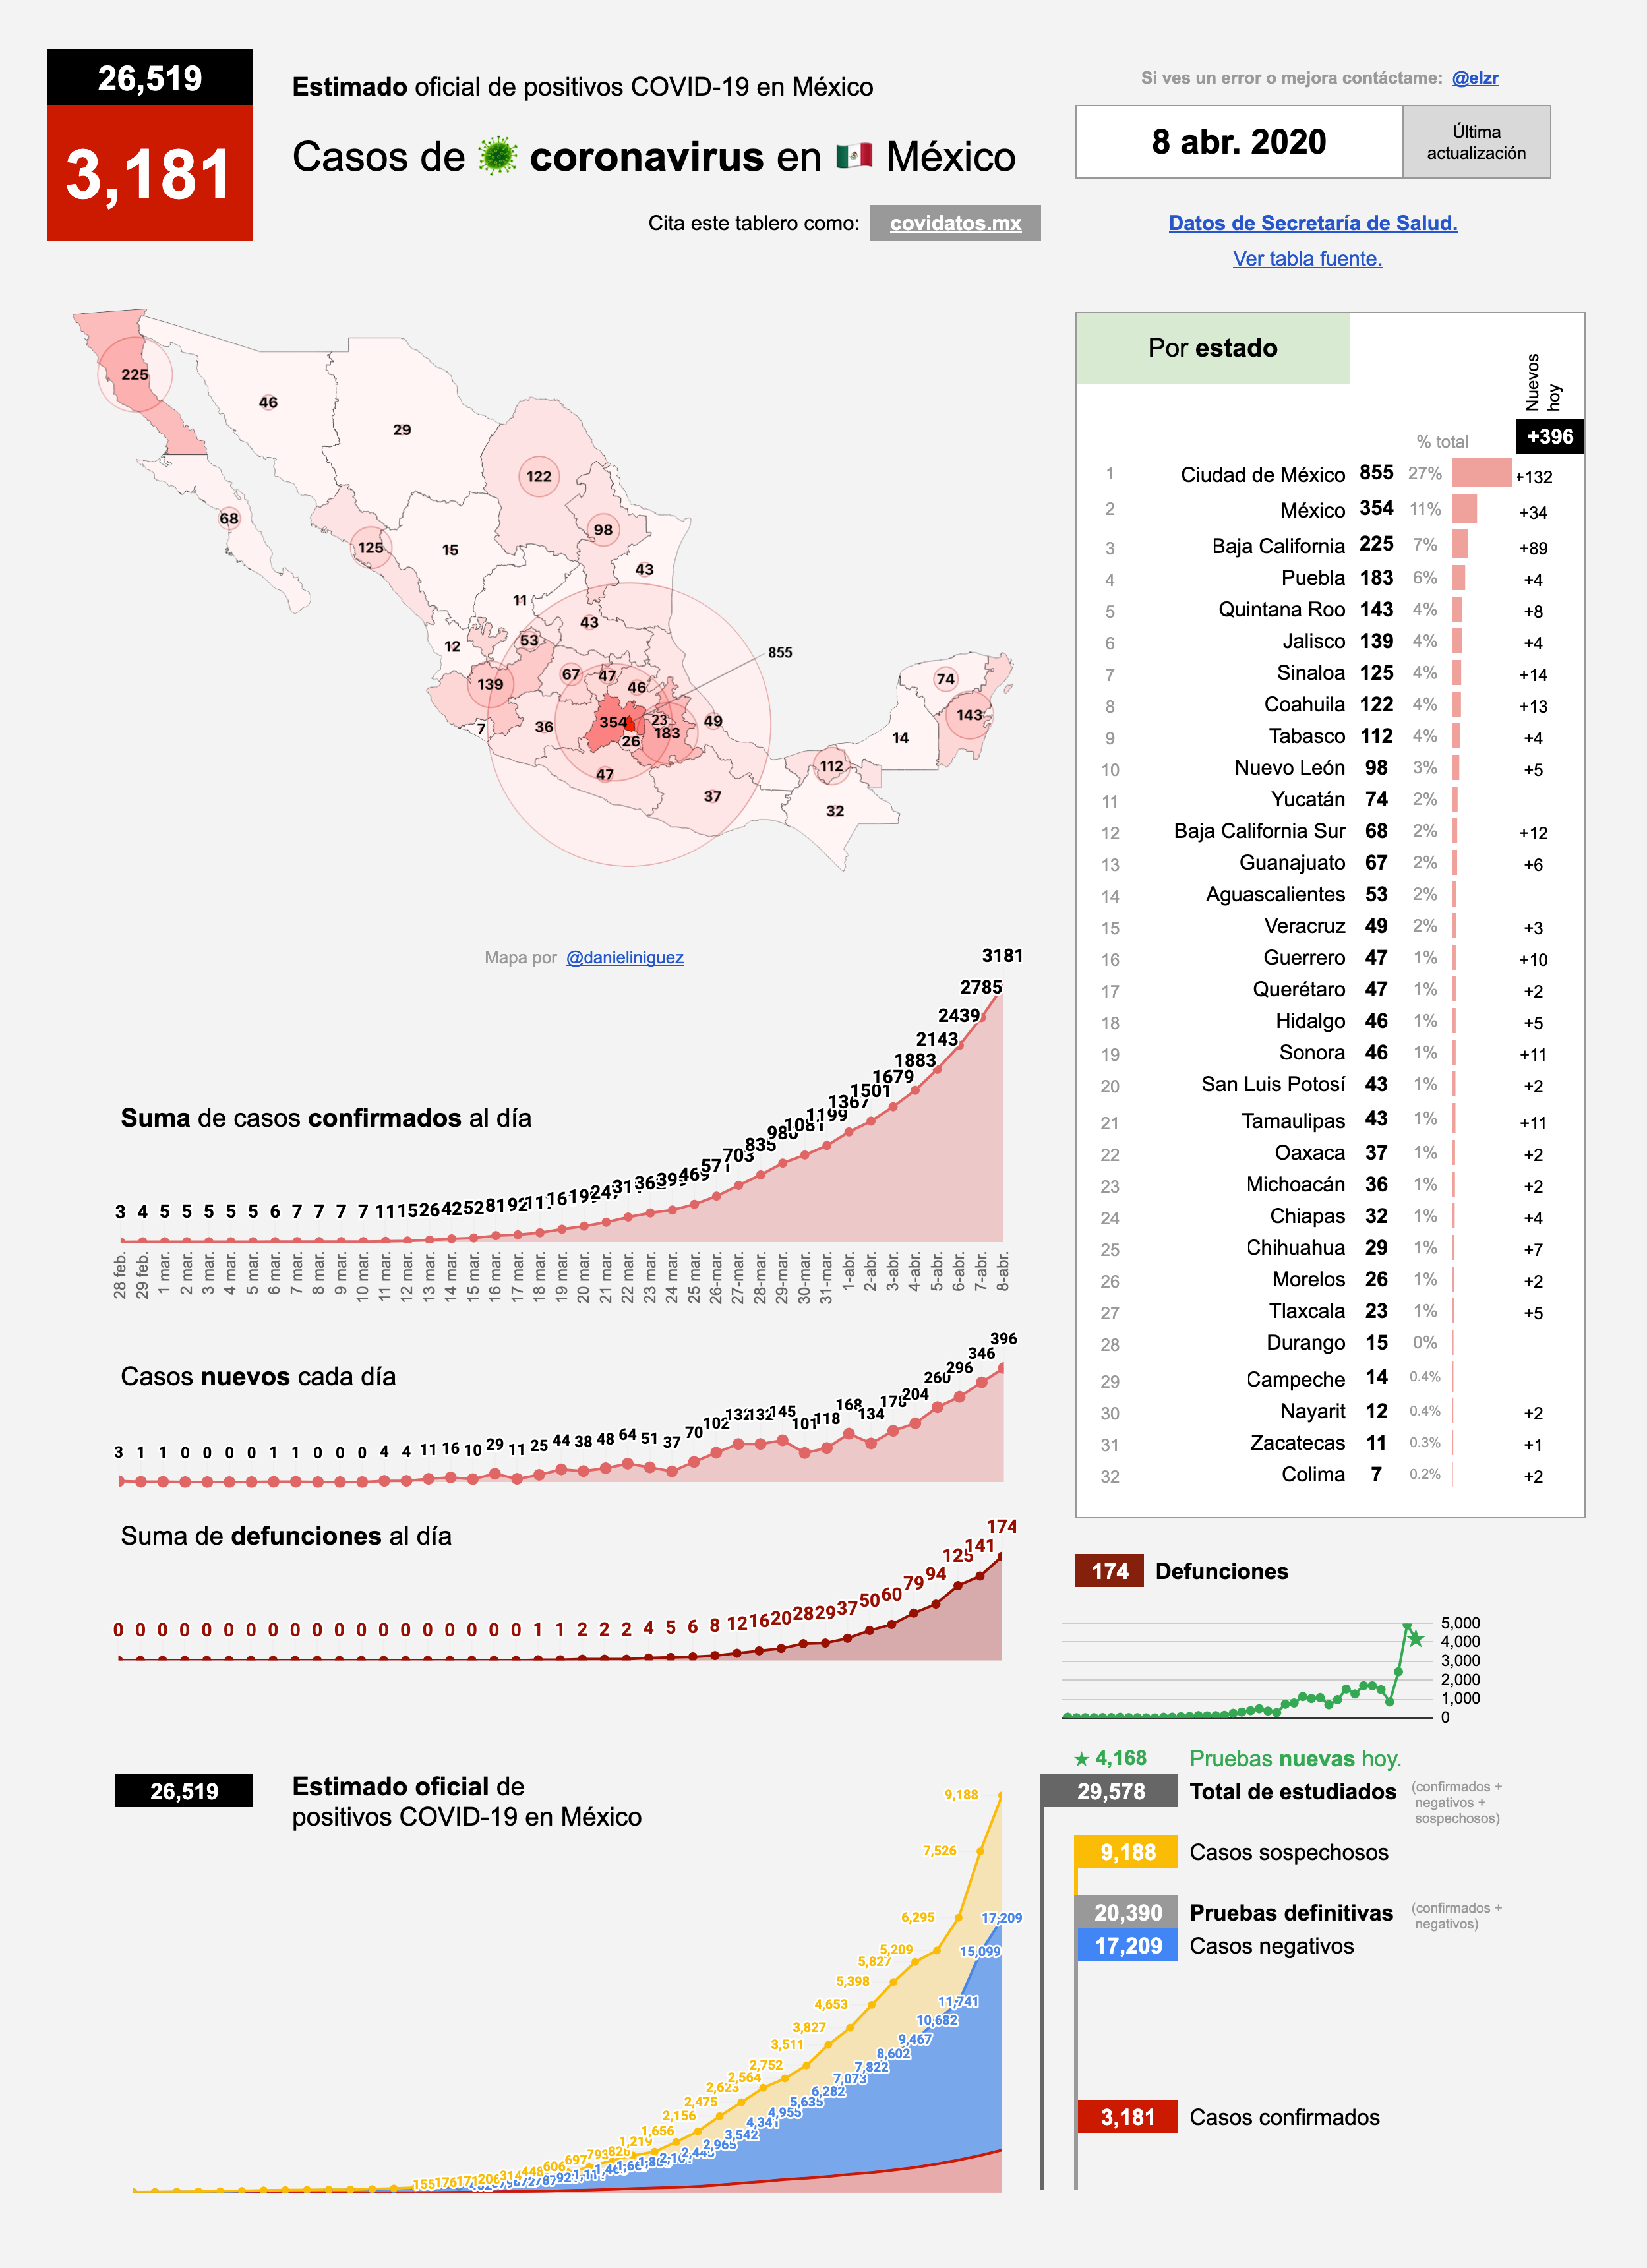 26,519
3,181
Estimado oficial de positivos COVID-19 en México
Casos de coronavirus en México
Cita este tablero como: covidatos.mx
Si ves un error o mejora contáctame: @elzr
8 abr. 2020
Última
actualización
Datos de Secretaría de Salud.
Ver tabla fuente.
225
46
29
122
68
125
15
98
43
11
43
12
53
855
139
67
47
46
74
7
36
354
23
183
49
143
26
14
47
112
37
32
Mapa por @danieliniguez
Por estado
Nuevos
hoy
% total
+396
1 Ciudad de México 855 27% +132
2 México 354 11% +34
3 Baja California 225 7% +89
4 Puebla 183 6% +4
5 Quintana Roo 143 4% +8
6 Jalisco 139 4% +4
7 Sinaloa 125 4% +14
8 Coahuila 122 4% +13
9 Tabasco 112 4% +4
10 Nuevo León 98 3% +5
11 Yucatán 74 2%
12 Baja California Sur 68 2% +12
13 Guanajuato 67 2% +6
14 Aguascalientes 53 2%
15 Veracruz 49 2% +3
16 Guerrero 47 1% +10
17 Querétaro 47 1% +2
18 Hidalgo 46 1% +5
19 Sonora 46 1% +11
20 San Luis Potosí 43 1% +2
21 Tamaulipas 43 1% +11
22 Oaxaca 37 1% +2
23 Michoacán 36 1% +2
24 Chiapas 32 1% +4
25 Chihuahua 29 1% +7
26 Morelos 26 1% +2
27 Tlaxcala 23 1% +5
28 Durango 15 0%
29 Campeche 14 0.4%
30 Nayarit 12 0.4% +2
31 Zacatecas 11 0.3% +1
32 Colima 7 0.2% +2
Suma de casos confirmados al día
3 4 5 5 5 5 5 6 7 7 7 7 11 15 26 42 52 81 92 469 571 703 835 1199 1367 1501 1679 1883 2143 2439 2785 3181
28 feb. 29 feb. 1 mar. 2 mar. 3 mar. 4 mar. 5 mar. 6 mar. 7 mar. 8 mar. 9 mar. 10 mar. 11 mar. 12 mar. 13 mar. 14 mar. 15 mar. 16 mar. 17 mar. 18 mar. 19 mar. 20 mar. 21 mar. 22 mar. 23 mar. 24 mar. 25 mar. 26-mar. 27-mar. 28-mar. 29-mar. 30-mar. 31-mar. 1-abr. 2-abr. 3-abr. 4-abr. 5-abr. 6-abr. 7-abr. 8-abr.
Casos nuevos cada día
3 1 1 0 0 0 0 1 1 0 0 0 4 4 11 16 10 29 11 25 44 38 48 64 51 37 70 102 132 132 145 101 118 168 134 178 204 260 296 346 396
Suma de defunciones al día
0 0 0 0 0 0 0 0 0 0 0 0 0 0 0 0 0 0 0 1 1 2 2 2 4 5 6 8 12 16 20 28 29 37 50 60 79 94 125 141 174
174 Defunciones
5,000
4,000
3,000
2,000
1,000
0
★ 4,168 Pruebas nuevas hoy.
29,578 Total de estudiados
(confirmados +
negativos +
sospechosos)
9,188 Casos sospechosos
20,390 Pruebas definitivas
(confirmados +
negativos)
17,209 Casos negativos
3,181 Casos confirmados
26,519
Estimado oficial de
positivos COVID-19 en México
155 176 206 314 448 606 697 793 826 1,219 1,656 2,156 2,475 2,623 2,564 2,752 3,511 3,827 4,653 5,398 5,827 5,209 6,295 7,526 9,188
2,965 3,542 4,341 4,955 5,635 6,282 7,073 7,822 8,602 9,467 10,682 11,741 15,099 17,209